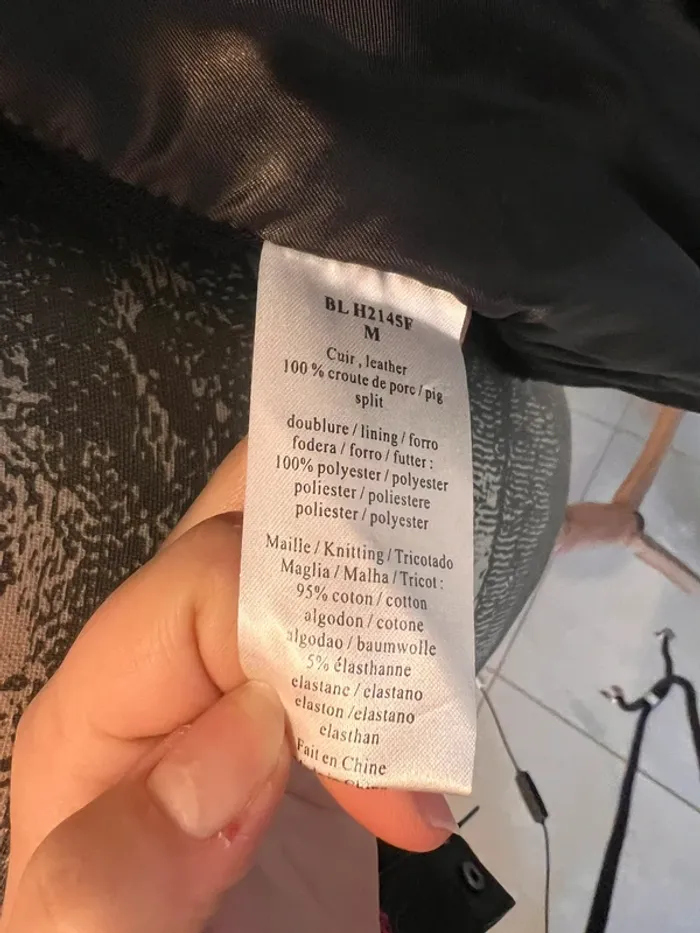 BL H2145F
M
Cuir, leather
100 % croute de porc / pig
split
doublure / lining / forro
fodera / forro / futter :
100% polyester / polyester
poliester / poliestere
poliester / polyester
Maille / Knitting / Tricotado
Maglia / Malha / Tricot :
95% coton / cotton
algodon / cotone
algodao / baumwolle
5% élasthanne
elastane / elastano
elaston /elastano
elasthan
Fait en Chine